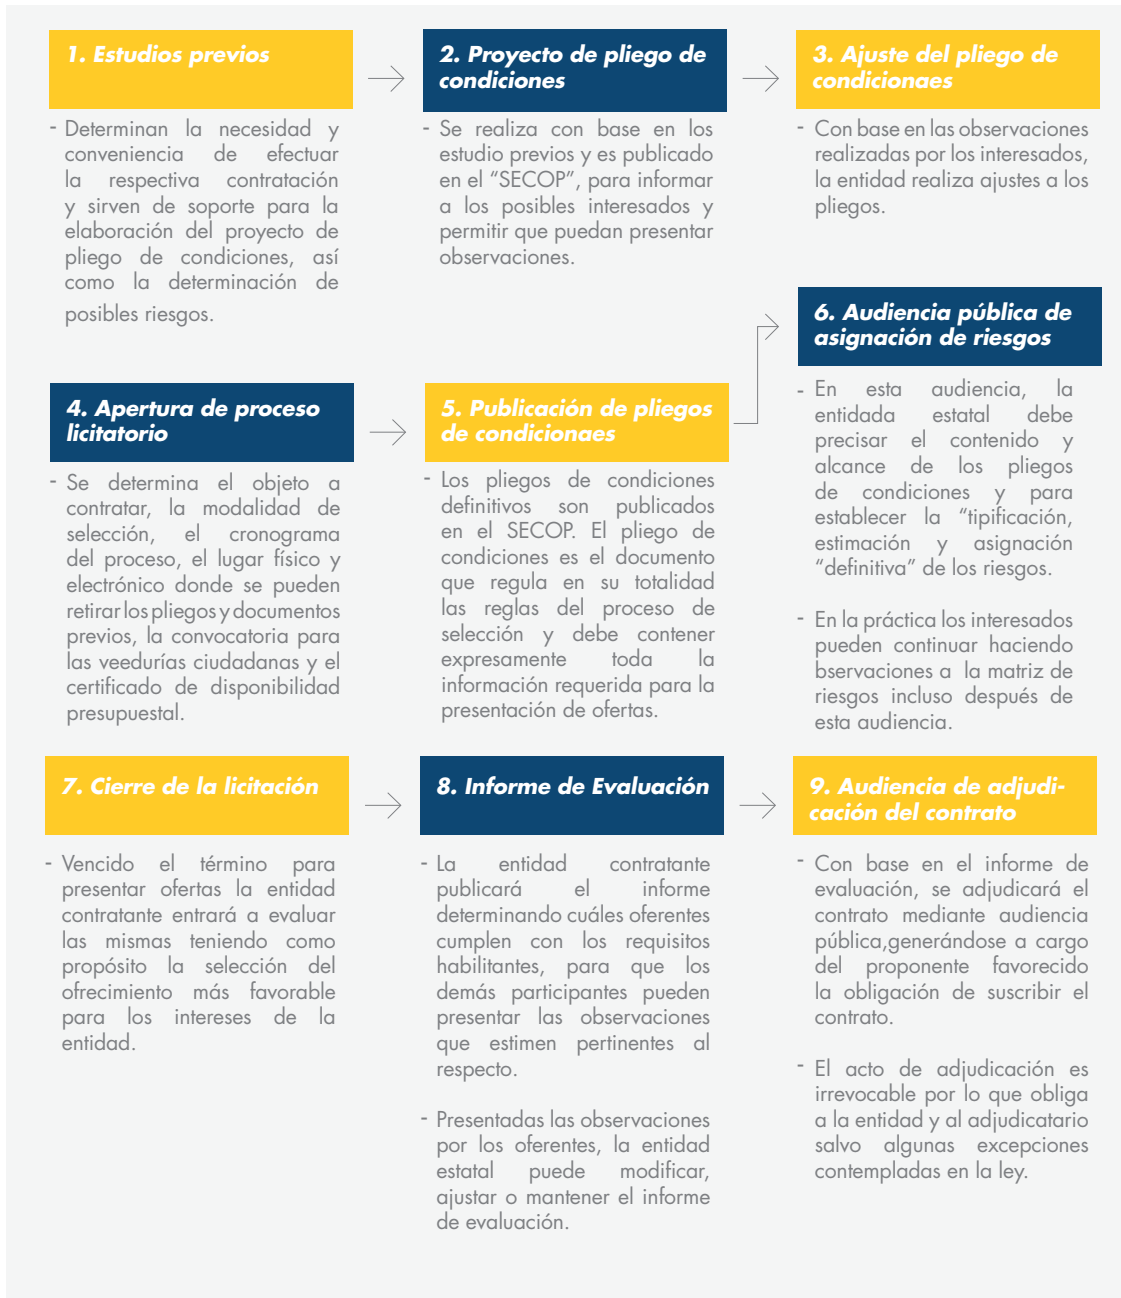 1. Estudios previos
- Determinan la necesidad y
conveniencia de efectuar
la respectiva contratación
y sirven de soporte para la
elaboración del proyecto de
pliego de condiciones, así
como la determinación de
posibles riesgos.
2. Proyecto de pliego de
condiciones
- Se realiza con base en los
estudio previos y es publicado
en el “SECOP”, para informar
a los posibles interesados y
permitir que puedan presentar
observaciones.
3. Ajuste del pliego de
condicionaes
- Con base en las observaciones
realizadas por los interesados,
la entidad realiza ajustes a los
pliegos.
4. Apertura de proceso
licitatorio
- Se determina el objeto a
contratar, la modalidad de
selección, el cronograma
del proceso, el lugar físico y
electrónico donde se pueden
retirar los pliegos y documentos
previos, la convocatoria para
las veedurías ciudadanas y el
certificado de disponibilidad
presupuestal.
5. Publicación de pliegos
de condicionaes
- Los pliegos de condiciones
definitivos son publicados
en el SECOP. El pliego de
condiciones es el documento
que regula en su totalidad
las reglas del proceso de
selección y debe contener
expresamente toda la
información requerida para la
presentación de ofertas.
6. Audiencia pública de
asignación de riesgos
- En esta audiencia, la
entidada estatal debe
precisar el contenido y
alcance de los pliegos
de condiciones y para
establecer la “tipificación,
estimación y asignación
“definitiva” de los riesgos.
- En la práctica los interesados
pueden continuar haciendo
bservaciones a la matriz de
riesgos incluso después de
esta audiencia.
7. Cierre de la licitación
- Vencido el término para
presentar ofertas la entidad
contratante entrará a evaluar
las mismas teniendo como
propósito la selección del
ofrecimiento más favorable
para los intereses de la
entidad.
8. Informe de Evaluación
- La entidad contratante
publicará el informe
determinando cuáles oferentes
cumplen con los requisitos
habilitantes, para que los
demás participantes pueden
presentar las observaciones
que estimen pertinentes al
respecto.
- Presentadas las observaciones
por los oferentes, la entidad
estatal puede modificar,
ajustar o mantener el informe
de evaluación.
9. Audiencia de adjudi-
cación del contrato
- Con base en el informe de
evaluación, se adjudicará el
contrato mediante audiencia
pública,generándose a cargo
del proponente favorecido
la obligación de suscribir el
contrato.
- El acto de adjudicación es
irrevocable por lo que obliga
a la entidad y al adjudicatario
salvo algunas excepciones
contempladas en la ley.